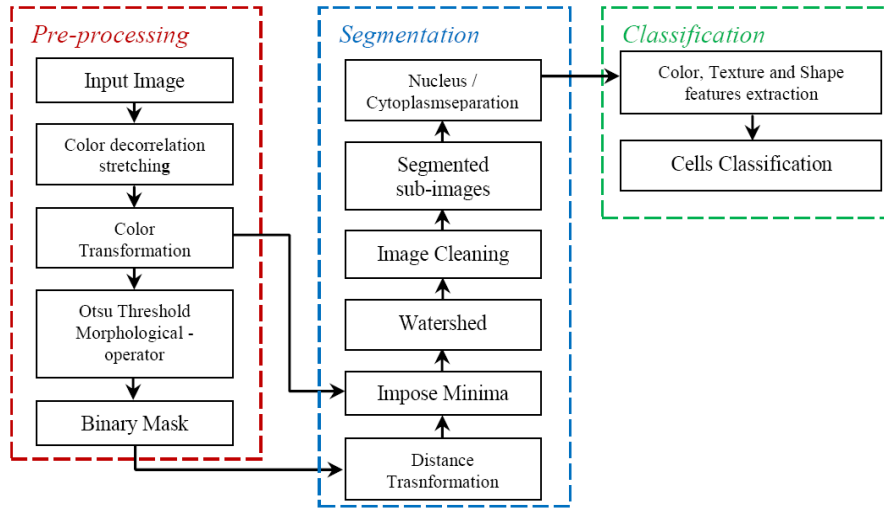 Pre-processing
Input Image
Color decorrelation
stretching
Color
Transformation
Otsu Threshold
Morphological -
operator
Binary Mask
Segmentation
Nucleus /
Cytoplasmseparation
Segmented
sub-images
Image Cleaning
Watershed
Impose Minima
Distance
Trasnformation
Classification
Color, Texture and Shape
features extraction
Cells Classification